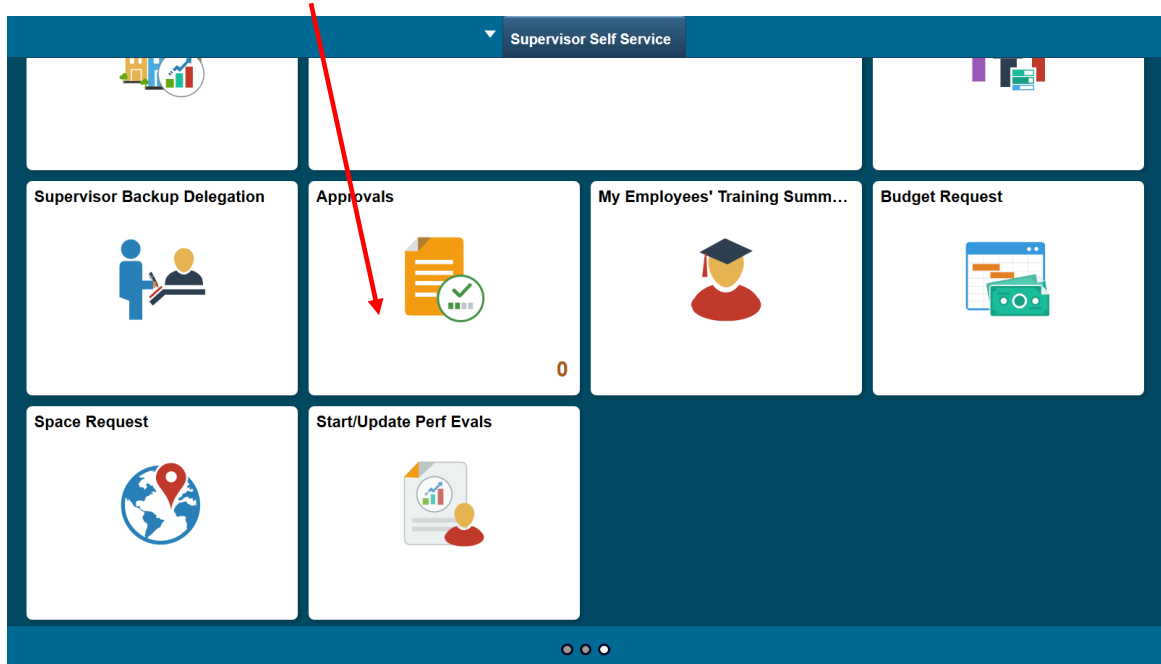 Supervisor Self Service
Supervisor Backup Delegation
Approvals
My Employees' Training Summ...
Budget Request
0
Space Request
Start/Update Perf Evals